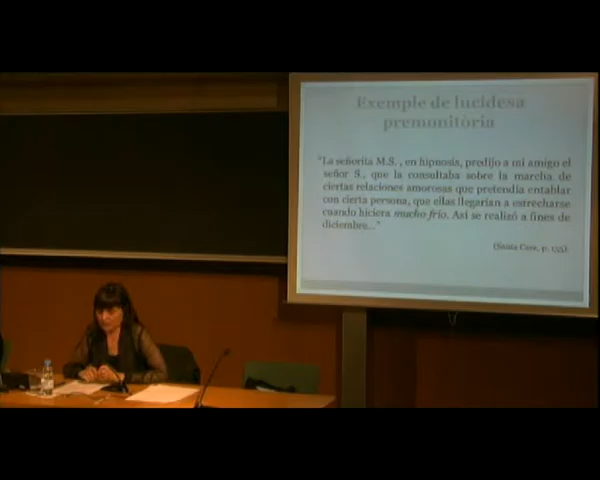 Exemple de lucidesa
premonitòria
"La señorita M.S. , en hipnosis, predijo a mi amigo el
señor S., que la consultaba sobre la marcha de
ciertas relaciones amorosas que pretendía entablar
con cierta persona, que ellas llegarían a estrecharse
cuando hiciera mucho frío. Así se realizó a fines de
diciembre..."
p.